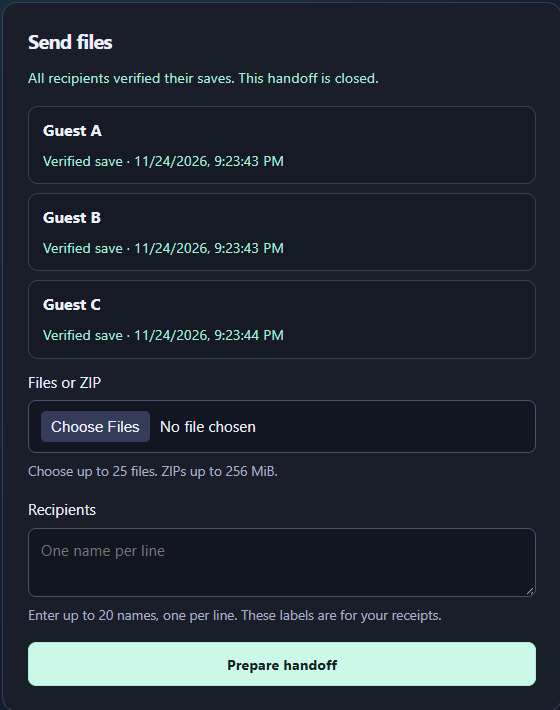 Send files
All recipients verified their saves. This handoff is closed.
Guest A
Verified save · 11/24/2026, 9:23:43 PM
Guest B
Verified save · 11/24/2026, 9:23:43 PM
Guest C
Verified save · 11/24/2026, 9:23:44 PM
Files or ZIP
Choose Files No file chosen
Choose up to 25 files. ZIPs up to 256 MiB.
Recipients
One name per line
Enter up to 20 names, one per line. These labels are for your receipts.
Prepare handoff